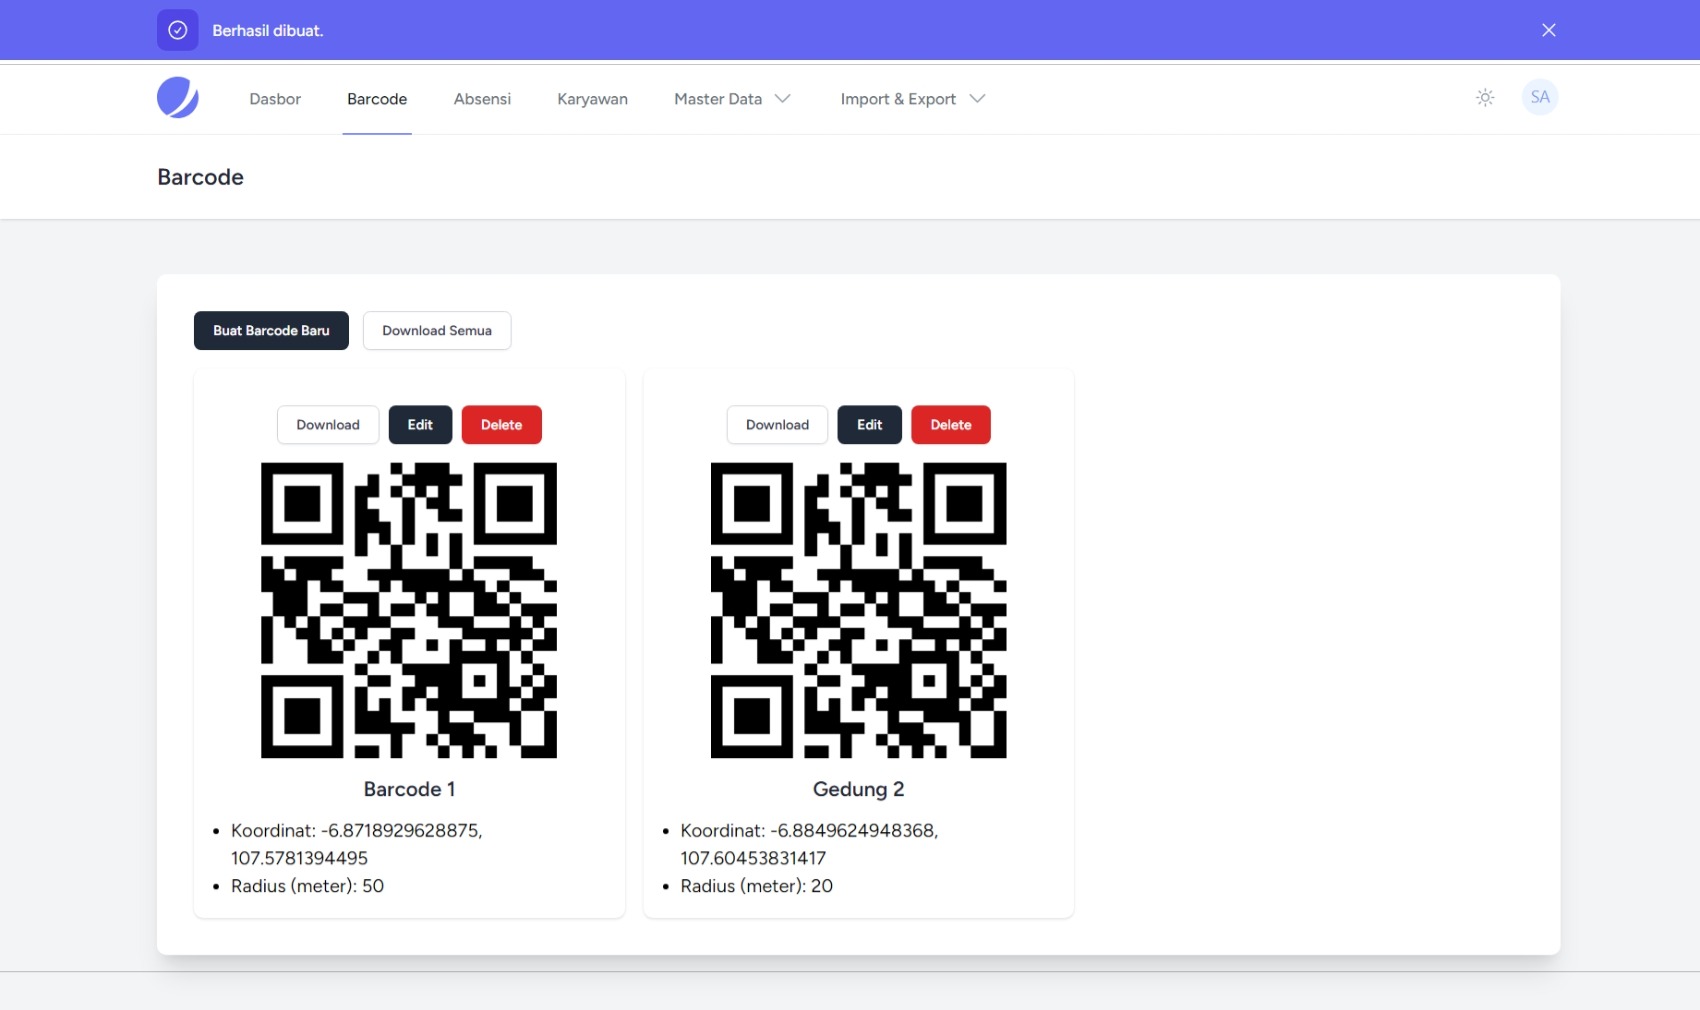 Berhasil dibuat.
Dasbor Barcode Absensi Karyawan Master Data Import & Export SA
Barcode
Buat Barcode Baru Download Semua
Download Edit Delete
Barcode 1
• Koordinat: -6.8718929628875,
107.5781394495
• Radius (meter): 50
Download Edit Delete
Gedung 2
• Koordinat: -6.8849624948368,
107.60453831417
• Radius (meter): 20